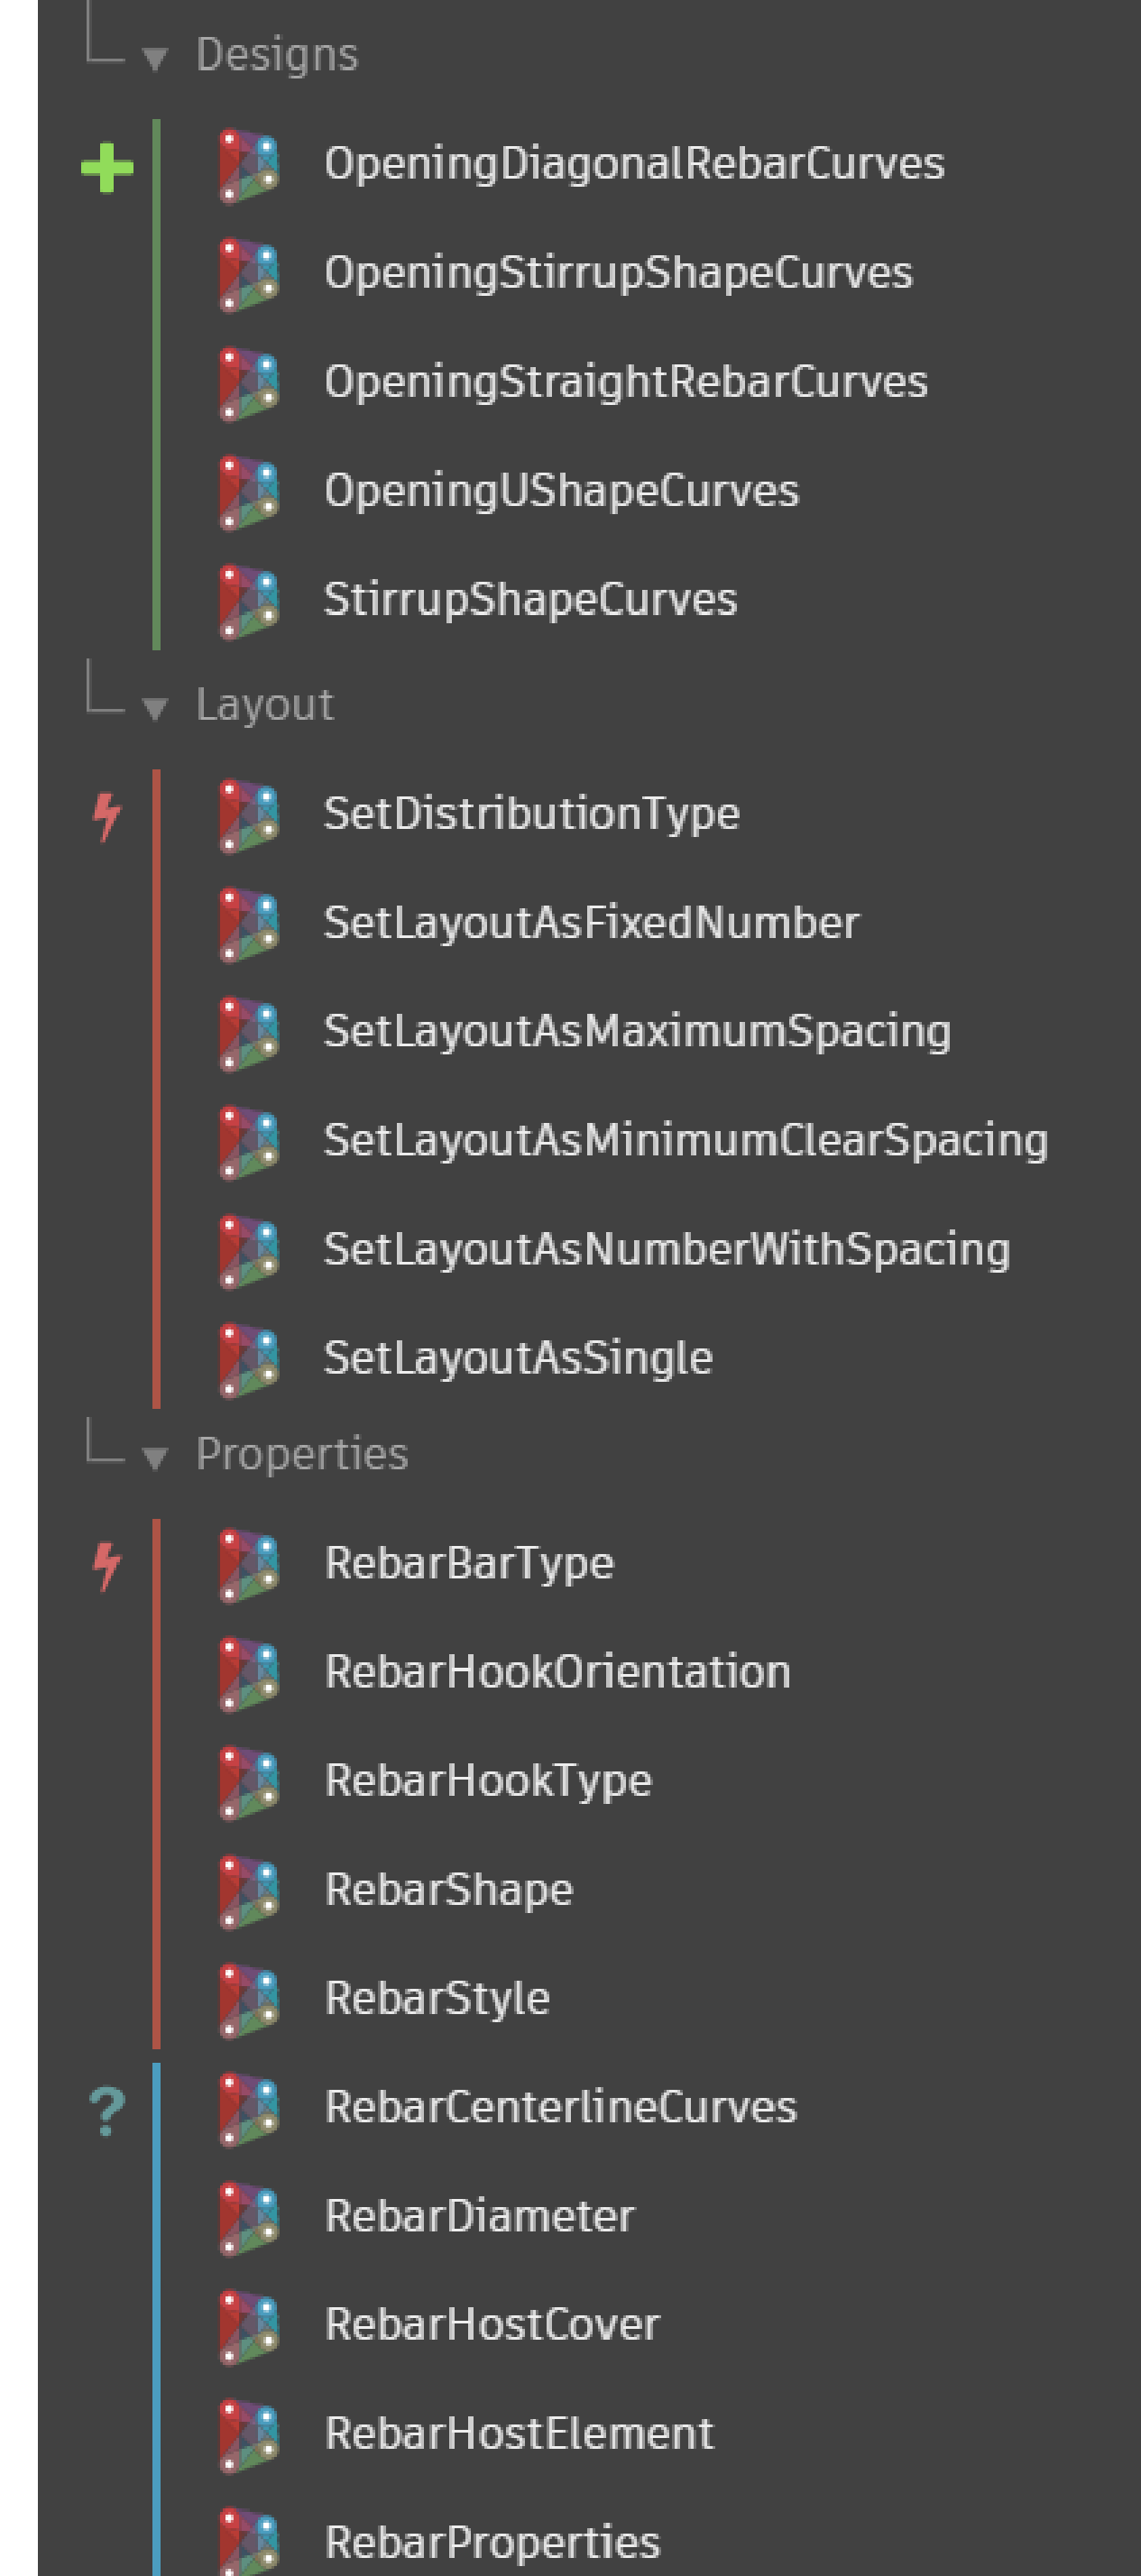 Designs
OpeningDiagonalRebarCurves
OpeningStirrupShapeCurves
OpeningStraightRebarCurves
OpeningUShapeCurves
StirrupShapeCurves
Layout
SetDistributionType
SetLayoutAsFixedNumber
SetLayoutAsMaximumSpacing
SetLayoutAsMinimumClearSpacing
SetLayoutAsNumberWithSpacing
SetLayoutAsSingle
Properties
RebarBarType
RebarHookOrientation
RebarHookType
RebarShape
RebarStyle
? RebarCenterlineCurves
RebarDiameter
RebarHostCover
RebarHostElement
RebarProperties